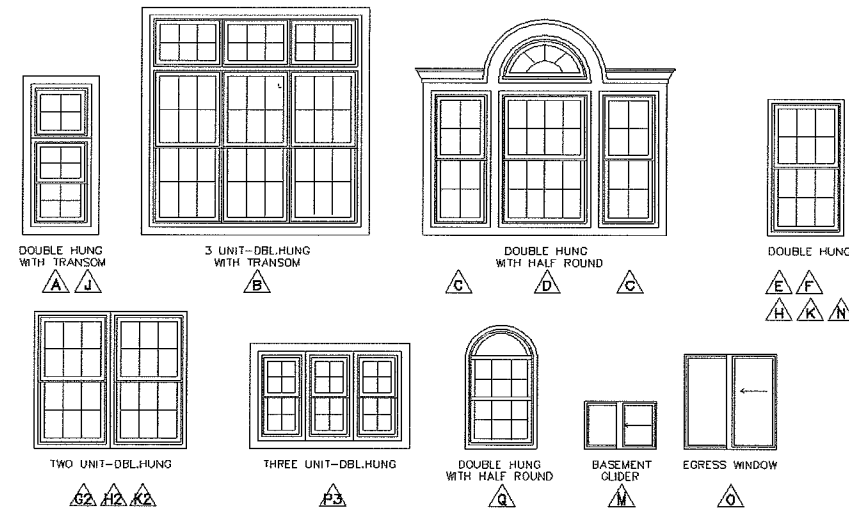 DOUBLE HUNG
WITH TRANSOM
A J
3 UNIT-DBL.HUNG
WITH TRANSOM
B
DOUBLE HUNG
WITH HALF ROUND
C D C
DOUBLE HUNG
E F
H K N
TWO UNIT-DBL.HUNG
G2 H2 K2
THREE UNIT-DBL.HUNG
P3
DOUBLE HUNG
WITH HALF ROUND
Q
BASEMENT
GLIDER
M
EGRESS WINDOW
O